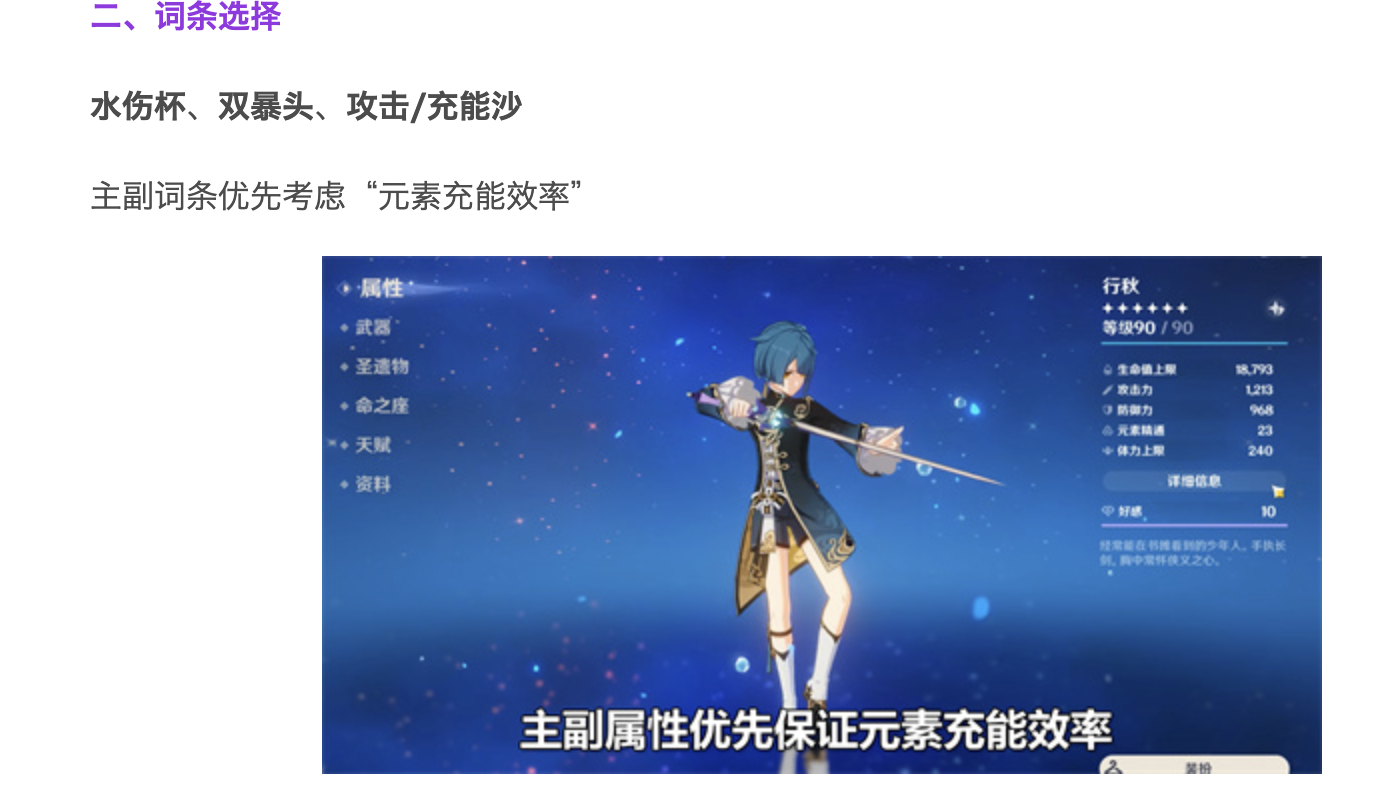 二、词条选择
水伤杯、双暴头、攻击/充能沙
主副词条优先考虑“元素充能效率”
属性
武器
圣遗物
命之座
天赋
资料
行秋
等级90 / 90
生命值上限 18,793
攻击力 1,213
防御力 968
元素精通 23
体力上限 240
详细信息
好感 10
经常能在书摊看到的少年人，手执长
剑，胸中常怀侠义之心。
主副属性优先保证元素充能效率
装扮